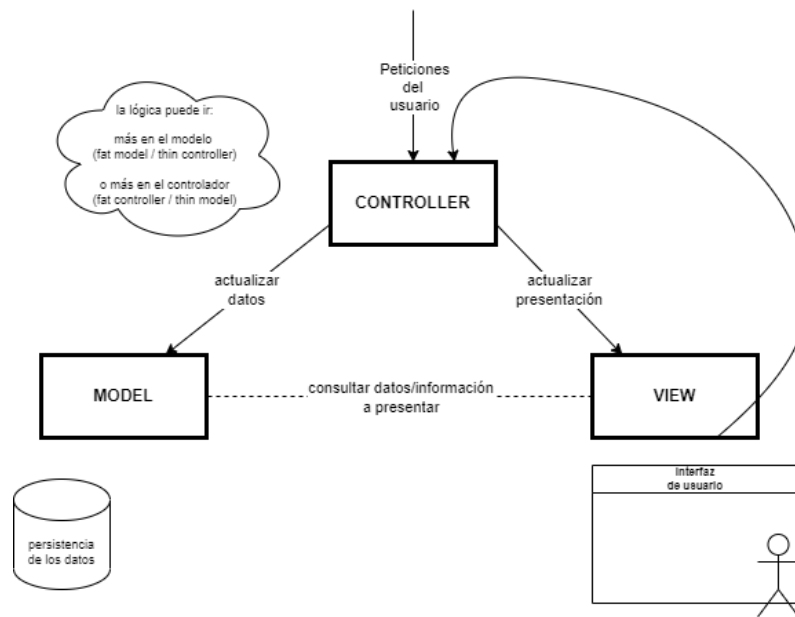 Peticiones
del
usuario
la lógica puede ir:
más en el modelo
(fat model / thin controller)
o más en el controlador
(fat controller / thin model)
CONTROLLER
actualizar
datos
actualizar
presentación
MODEL
consultar datos/información
a presentar
VIEW
persistencia
de los datos
Interfaz
de usuario